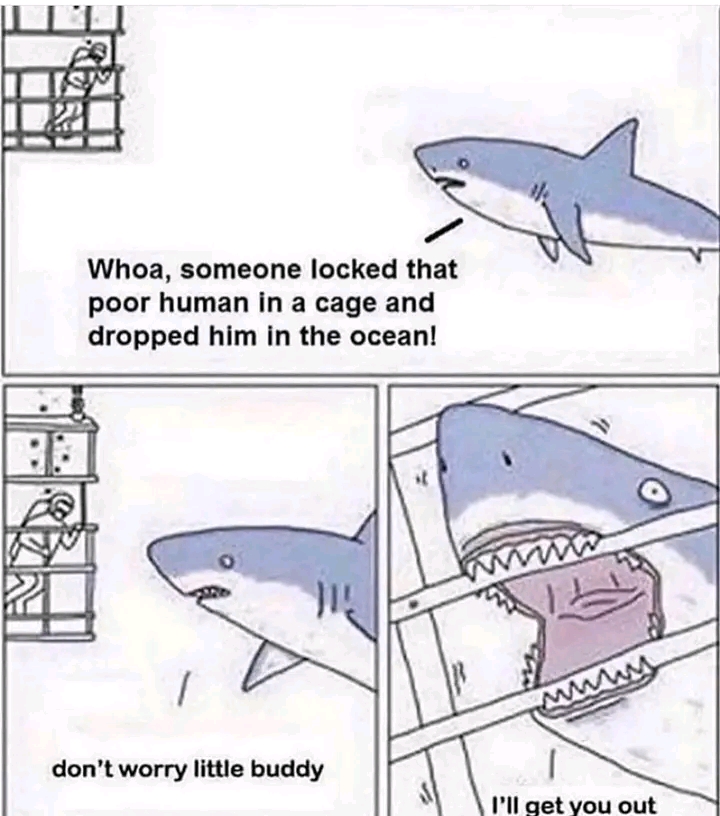 Whoa, someone locked that
poor human in a cage and
dropped him in the ocean!
don't worry little buddy
I'll get you out